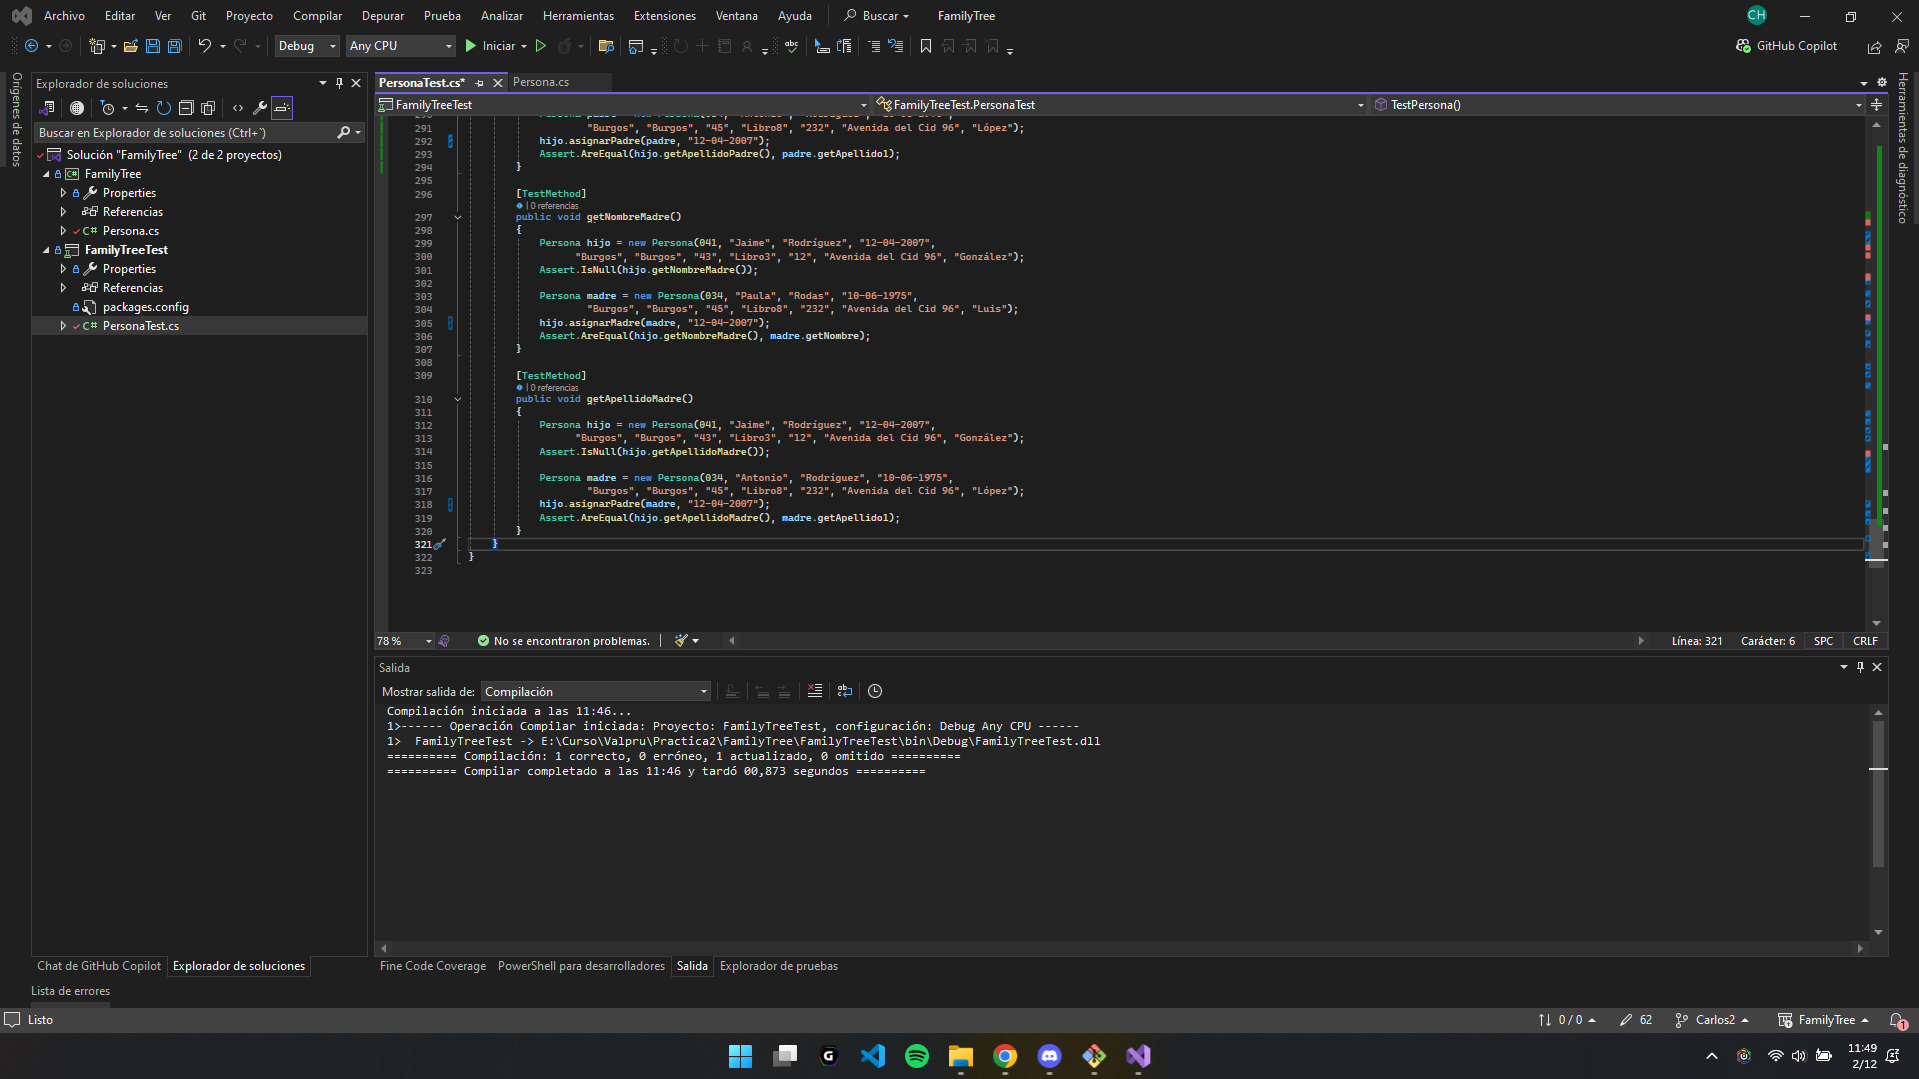 Archivo Editar Ver Git Proyecto Compilar Depurar Prueba Analizar Herramientas Extensiones Ventana Ayuda Buscar FamilyTree CH
Debug Any CPU Iniciar GitHub Copilot
Orígenes de datos
Explorador de soluciones
Buscar en Explorador de soluciones (Ctrl+`)
Solución "FamilyTree" (2 de 2 proyectos)
FamilyTree
Properties
Referencias
C# Persona.cs
FamilyTreeTest
Properties
Referencias
packages.config
C# PersonaTest.cs
PersonaTest.cs* Persona.cs
FamilyTreeTest FamilyTreeTest.PersonaTest TestPersona()
291 "Burgos", "Burgos", "45", "Libro8", "232", "Avenida del Cid 96", "López");
292 hijo.asignarPadre(padre, "12-04-2007");
293 Assert.AreEqual(hijo.getApellidoPadre(), padre.getApellido1);
294 }
295
296 [TestMethod]
| 0 referencias
297 public void getNombreMadre()
298 {
299 Persona hijo = new Persona(041, "Jaime", "Rodríguez", "12-04-2007",
300 "Burgos", "Burgos", "43", "Libro3", "12", "Avenida del Cid 96", "González");
301 Assert.IsNull(hijo.getNombreMadre());
302
303 Persona madre = new Persona(034, "Paula", "Rodas", "10-06-1975",
304 "Burgos", "Burgos", "45", "Libro8", "232", "Avenida del Cid 96", "Luis");
305 hijo.asignarMadre(madre, "12-04-2007");
306 Assert.AreEqual(hijo.getNombreMadre(), madre.getNombre);
307 }
308
309 [TestMethod]
| 0 referencias
310 public void getApellidoMadre()
311 {
312 Persona hijo = new Persona(041, "Jaime", "Rodríguez", "12-04-2007",
313 "Burgos", "Burgos", "43", "Libro3", "12", "Avenida del Cid 96", "González");
314 Assert.IsNull(hijo.getApellidoMadre());
315
316 Persona madre = new Persona(034, "Antonio", "Rodríguez", "10-06-1975",
317 "Burgos", "Burgos", "45", "Libro8", "232", "Avenida del Cid 96", "López");
318 hijo.asignarPadre(madre, "12-04-2007");
319 Assert.AreEqual(hijo.getApellidoMadre(), madre.getApellido1);
320 }
321 }
322 }
323
78 % No se encontraron problemas. Línea: 321 Carácter: 6 SPC CRLF
Herramientas de diagnóstico
Salida
Mostrar salida de: Compilación
Compilación iniciada a las 11:46...
1>------ Operación Compilar iniciada: Proyecto: FamilyTreeTest, configuración: Debug Any CPU ------
1> FamilyTreeTest -> E:\Curso\Valpru\Practica2\FamilyTree\FamilyTreeTest\bin\Debug\FamilyTreeTest.dll
========== Compilación: 1 correcto, 0 erróneo, 1 actualizado, 0 omitido ==========
========== Compilar completado a las 11:46 y tardó 00,873 segundos ==========
Chat de GitHub Copilot Explorador de soluciones
Fine Code Coverage PowerShell para desarrolladores Salida Explorador de pruebas
Lista de errores
Listo 0 / 0 62 Carlos2 FamilyTree 1
11:49
2/12